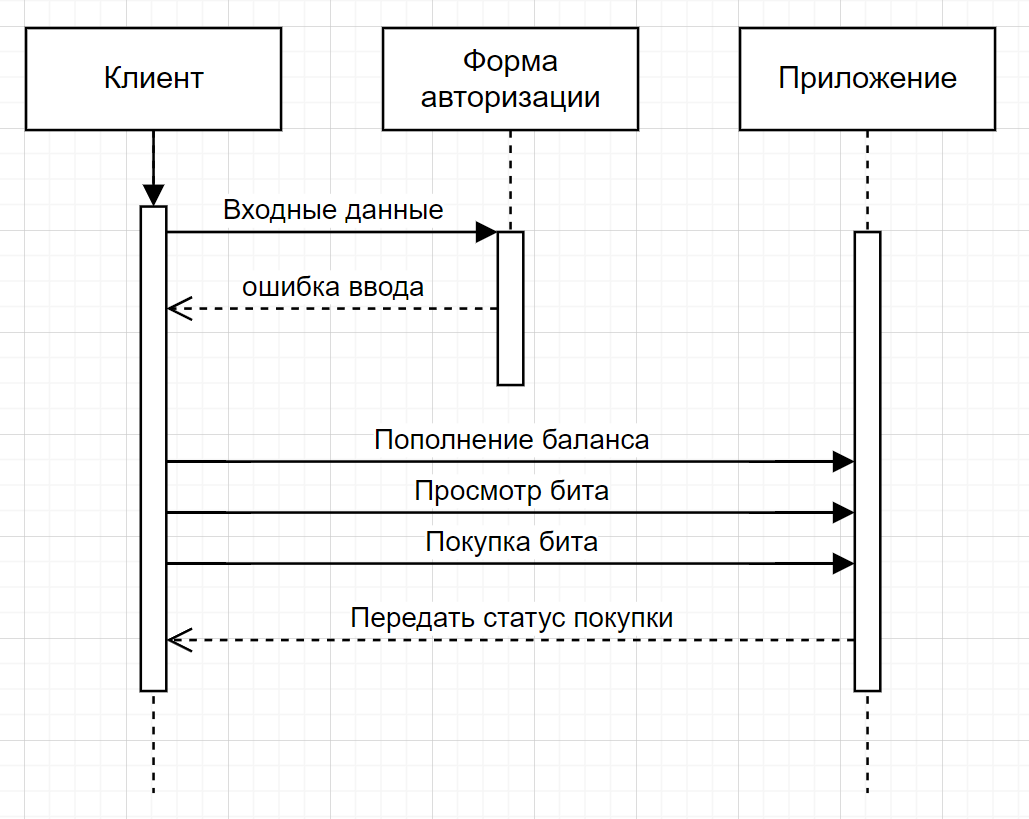 Клиент
Форма
авторизации
Приложение
Входные данные
ошибка ввода
Пополнение баланса
Просмотр бита
Покупка бита
Передать статус покупки